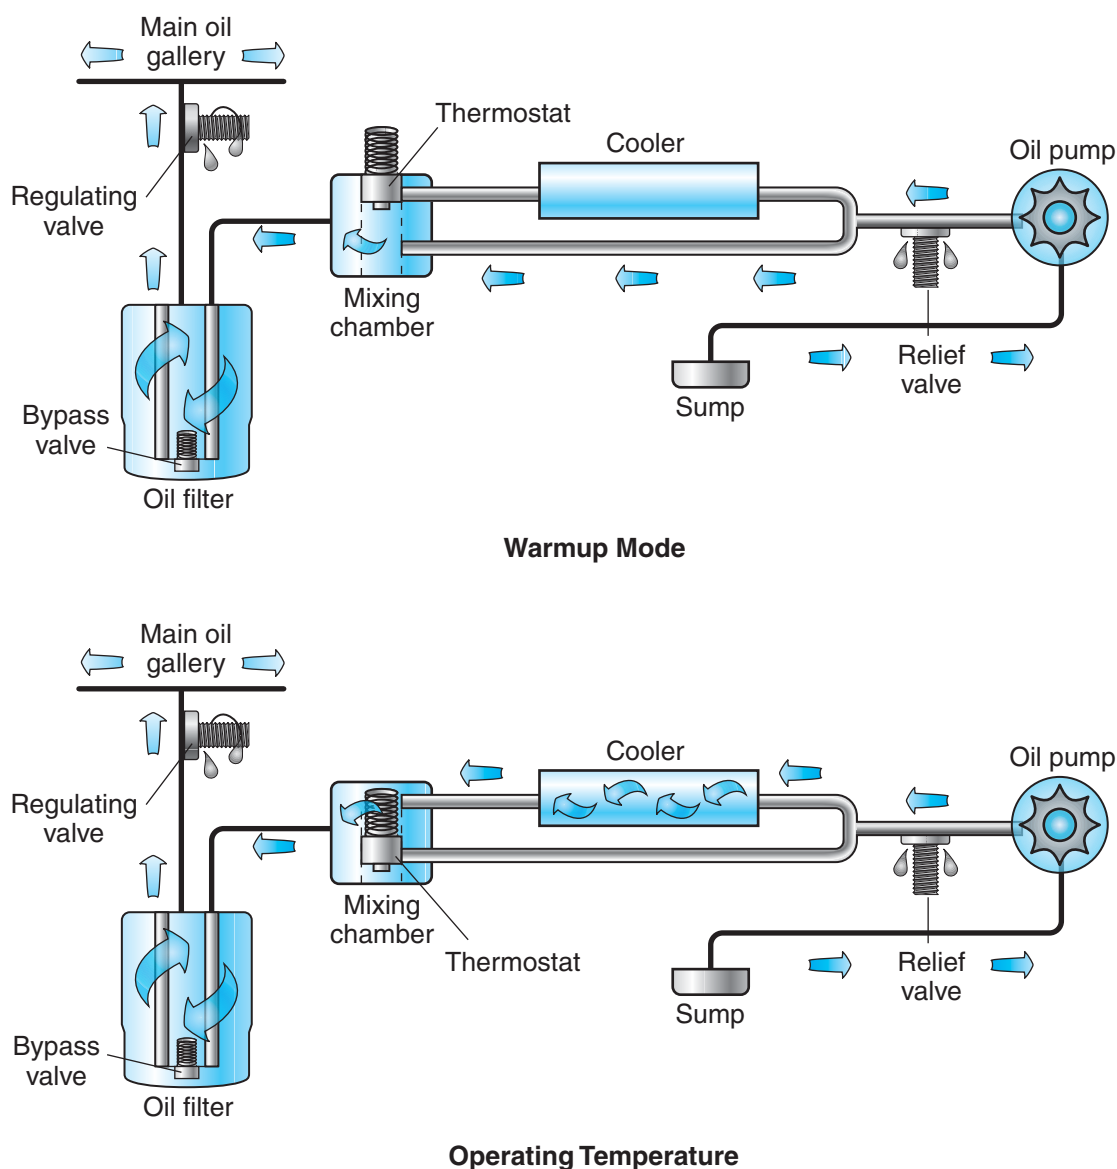 Main oil
gallery
Thermostat
Cooler
Oil pump
Regulating
valve
Mixing
chamber
Relief
valve
Sump
Bypass
valve
Oil filter
Warmup Mode
Main oil
gallery
Cooler
Oil pump
Regulating
valve
Mixing
chamber
Thermostat
Relief
valve
Sump
Bypass
valve
Oil filter
Operating Temperature